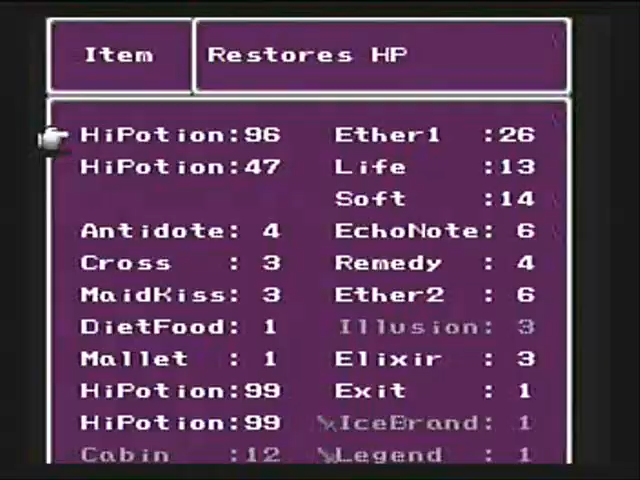 Item Restores HP
HiPotion:96 Ether1 :26
HiPotion:47 Life :13
Soft :14
Antidote: 4 EchoNote: 6
Cross : 3 Remedy : 4
MaidKiss: 3 Ether2 : 6
DietFood: 1 Illusion: 3
Mallet : 1 Elixir : 3
HiPotion:99 Exit : 1
HiPotion:99 IceBrand: 1
Cabin :12 Legend : 1